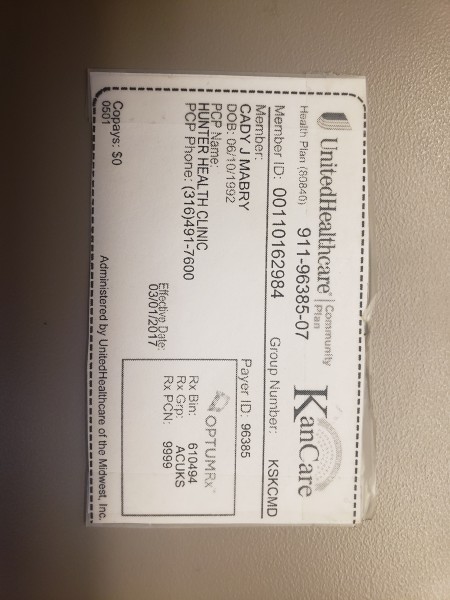 UnitedHealthcare® Community Plan
KanCare
Health Plan (80840) 911-96385-07
Member ID: 00110162984 Group Number: KSKCMD
Member:
CADY J MABRY
DOB: 06/10/1992
Payer ID: 96385
PCP Name:
HUNTER HEALTH CLINIC
PCP Phone: (316)491-7600
OPTUMRx®
Rx Bin: 610494
Rx Grp: ACUKS
Rx PCN: 9999
Effective Date:
03/01/2017
Copays: $0
0501
Administered by UnitedHealthcare of the Midwest, Inc.